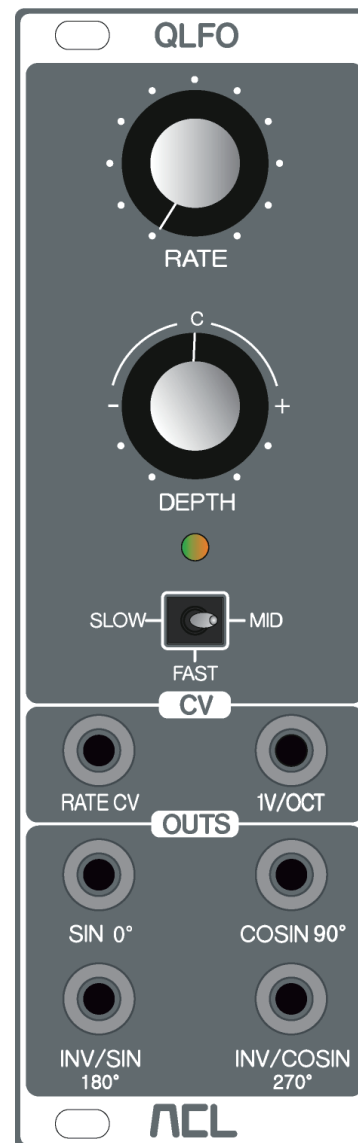 QLFO
RATE
C
- +
DEPTH
SLOW MID
FAST
CV
RATE CV 1V/OCT
OUTS
SIN 0° COSIN 90°
INV/SIN INV/COSIN
180° 270°
ACL